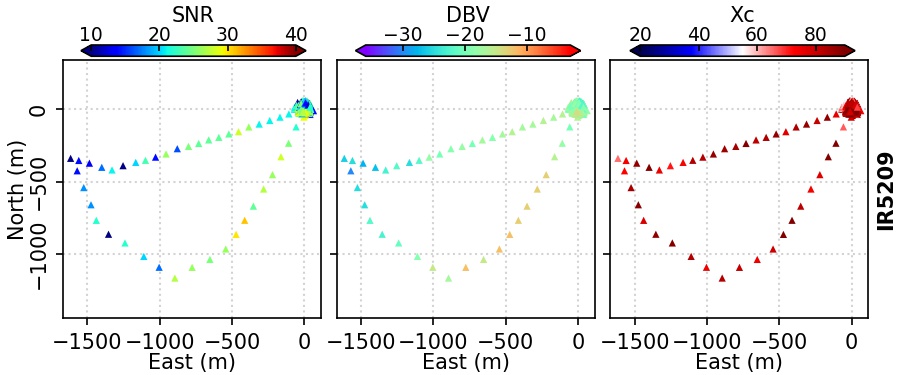 SNR DBV Xc
10 20 30 40 −30 −20 −10 20 40 60 80
North (m)
0
−500
−1000
IR5209
−1500 −1000 −500 0 −1500 −1000 −500 0 −1500 −1000 −500 0
East (m) East (m) East (m)